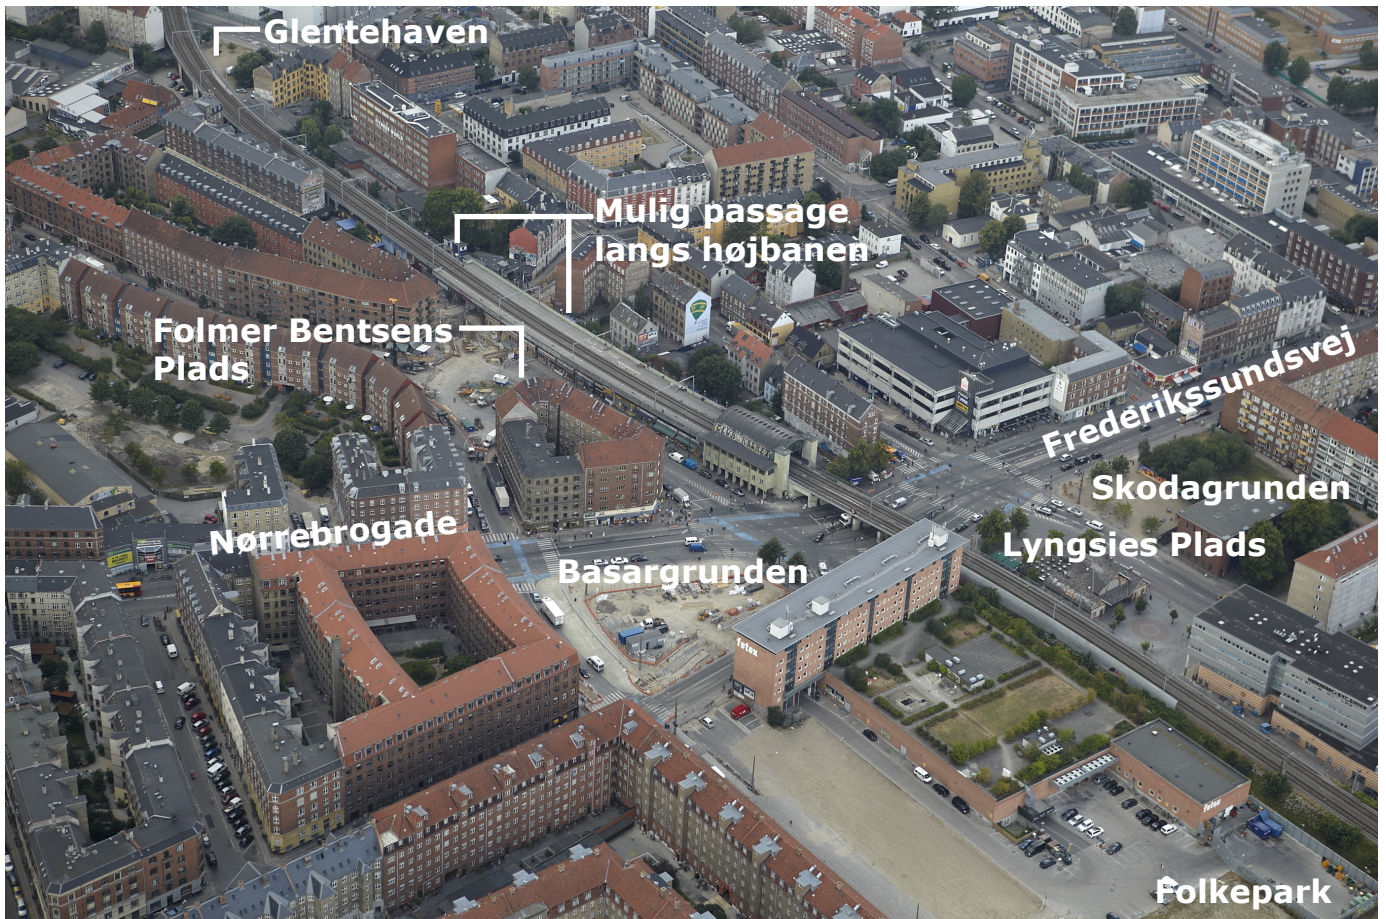 Glentehaven
Mulig passage
langs højbanen
Folmer Bentsens
Plads
Frederikssundsvej
Skodagrunden
Nørrebrogade
Lyngsies Plads
Basargrunden
føtex
føtex
Folkepark